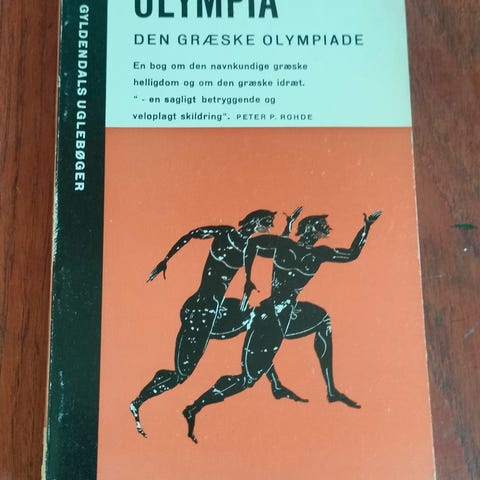 GYLDENDALS UGLEBØGER
OLYMPIA
DEN GRÆSKE OLYMPIADE
En bog om den navnkundige græske
helligdom og om den græske idræt.
" - en sagligt betryggende og
veloplagt skildring". PETER P. ROHDE